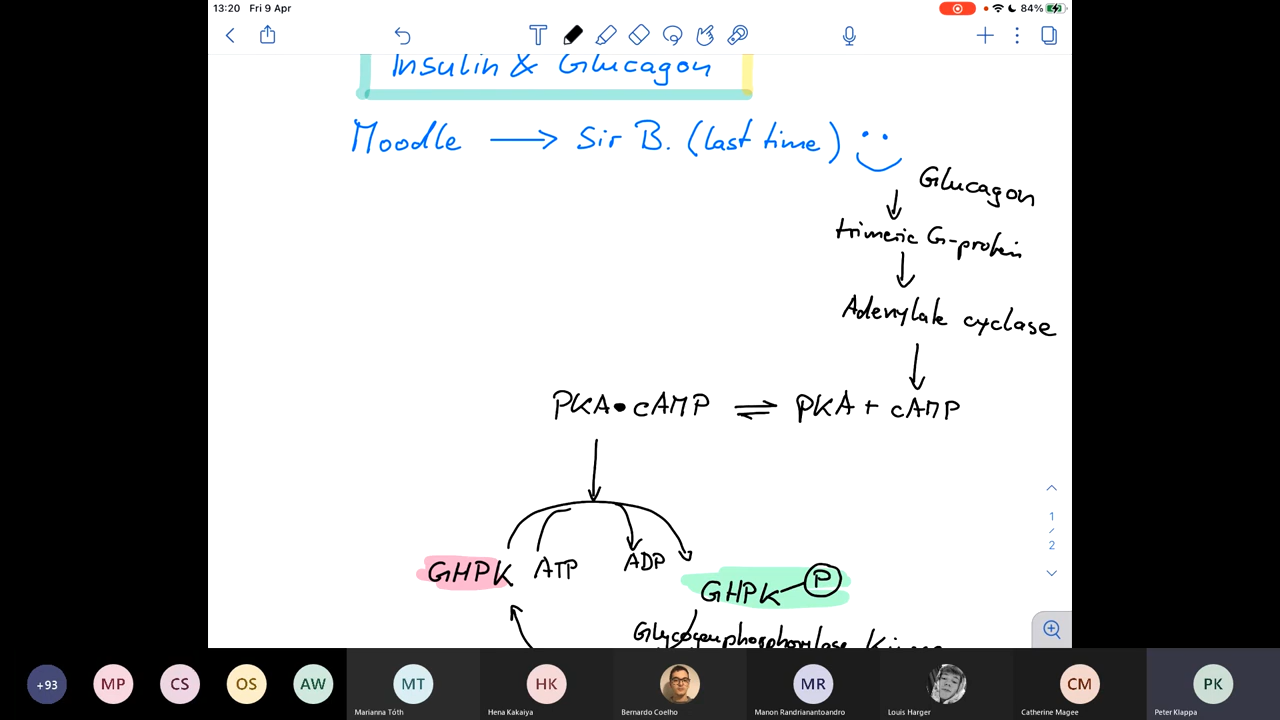 13:20 Fri 9 Apr
84%
Insulin & Glucagon
Moodle → Sir B. (last time)
Glucagon
trimeric G-protein
Adenylate cyclase
PKA•cAMP ⇌ PKA + cAMP
GHPK ATP ADP
GHPK-P
Glycogenphosphorylase Kinase
1
/
2
+93 MP CS OS AW MT HK MR CM PK
Marianna Tóth Hena Kakaiya Bernardo Coelho Manon Randrianantoandro Louis Harger Catherine Magee Peter Klappa